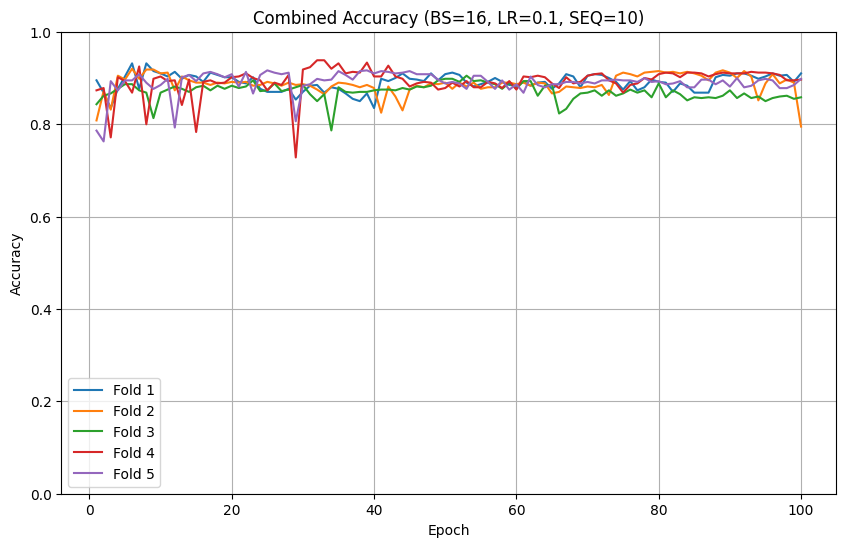 Combined Accuracy (BS=16, LR=0.1, SEQ=10)
1.0
0.8
0.6
0.4
0.2
0.0
Accuracy
Fold 1
Fold 2
Fold 3
Fold 4
Fold 5
0 20 40 60 80 100
Epoch